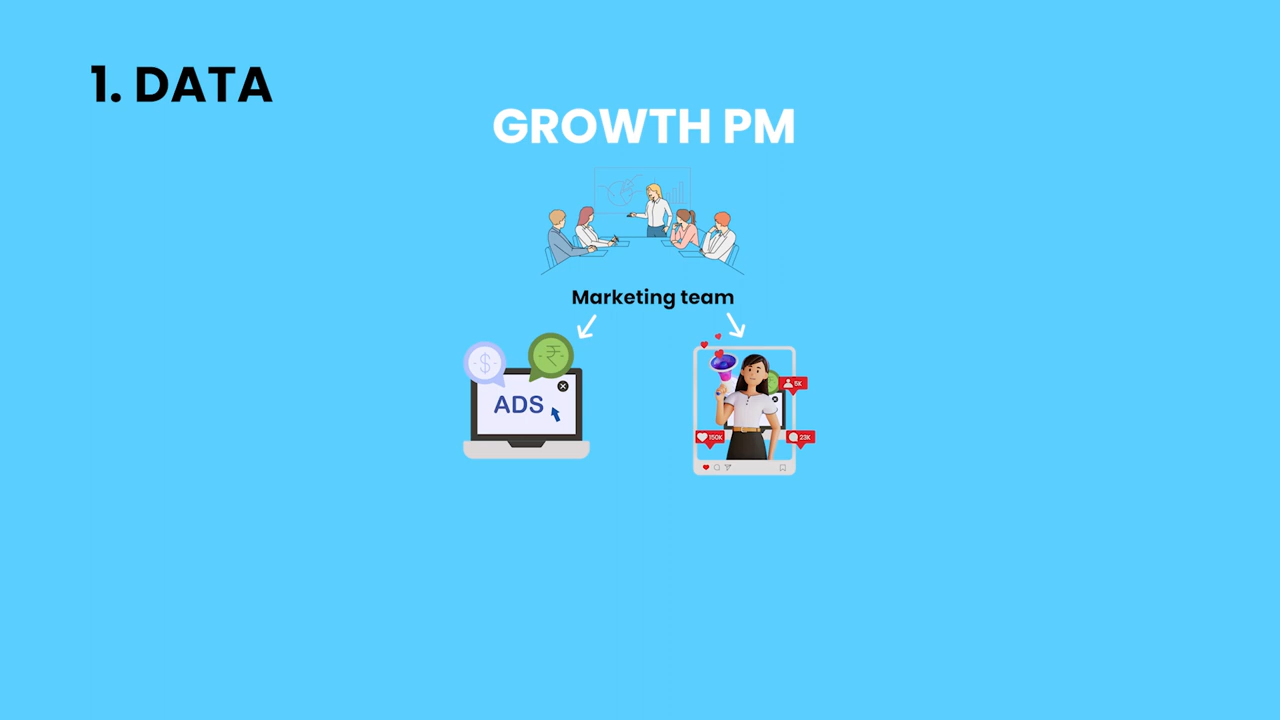 1. DATA
GROWTH PM
Marketing team
$
₹
ADS
5K
150K
23K